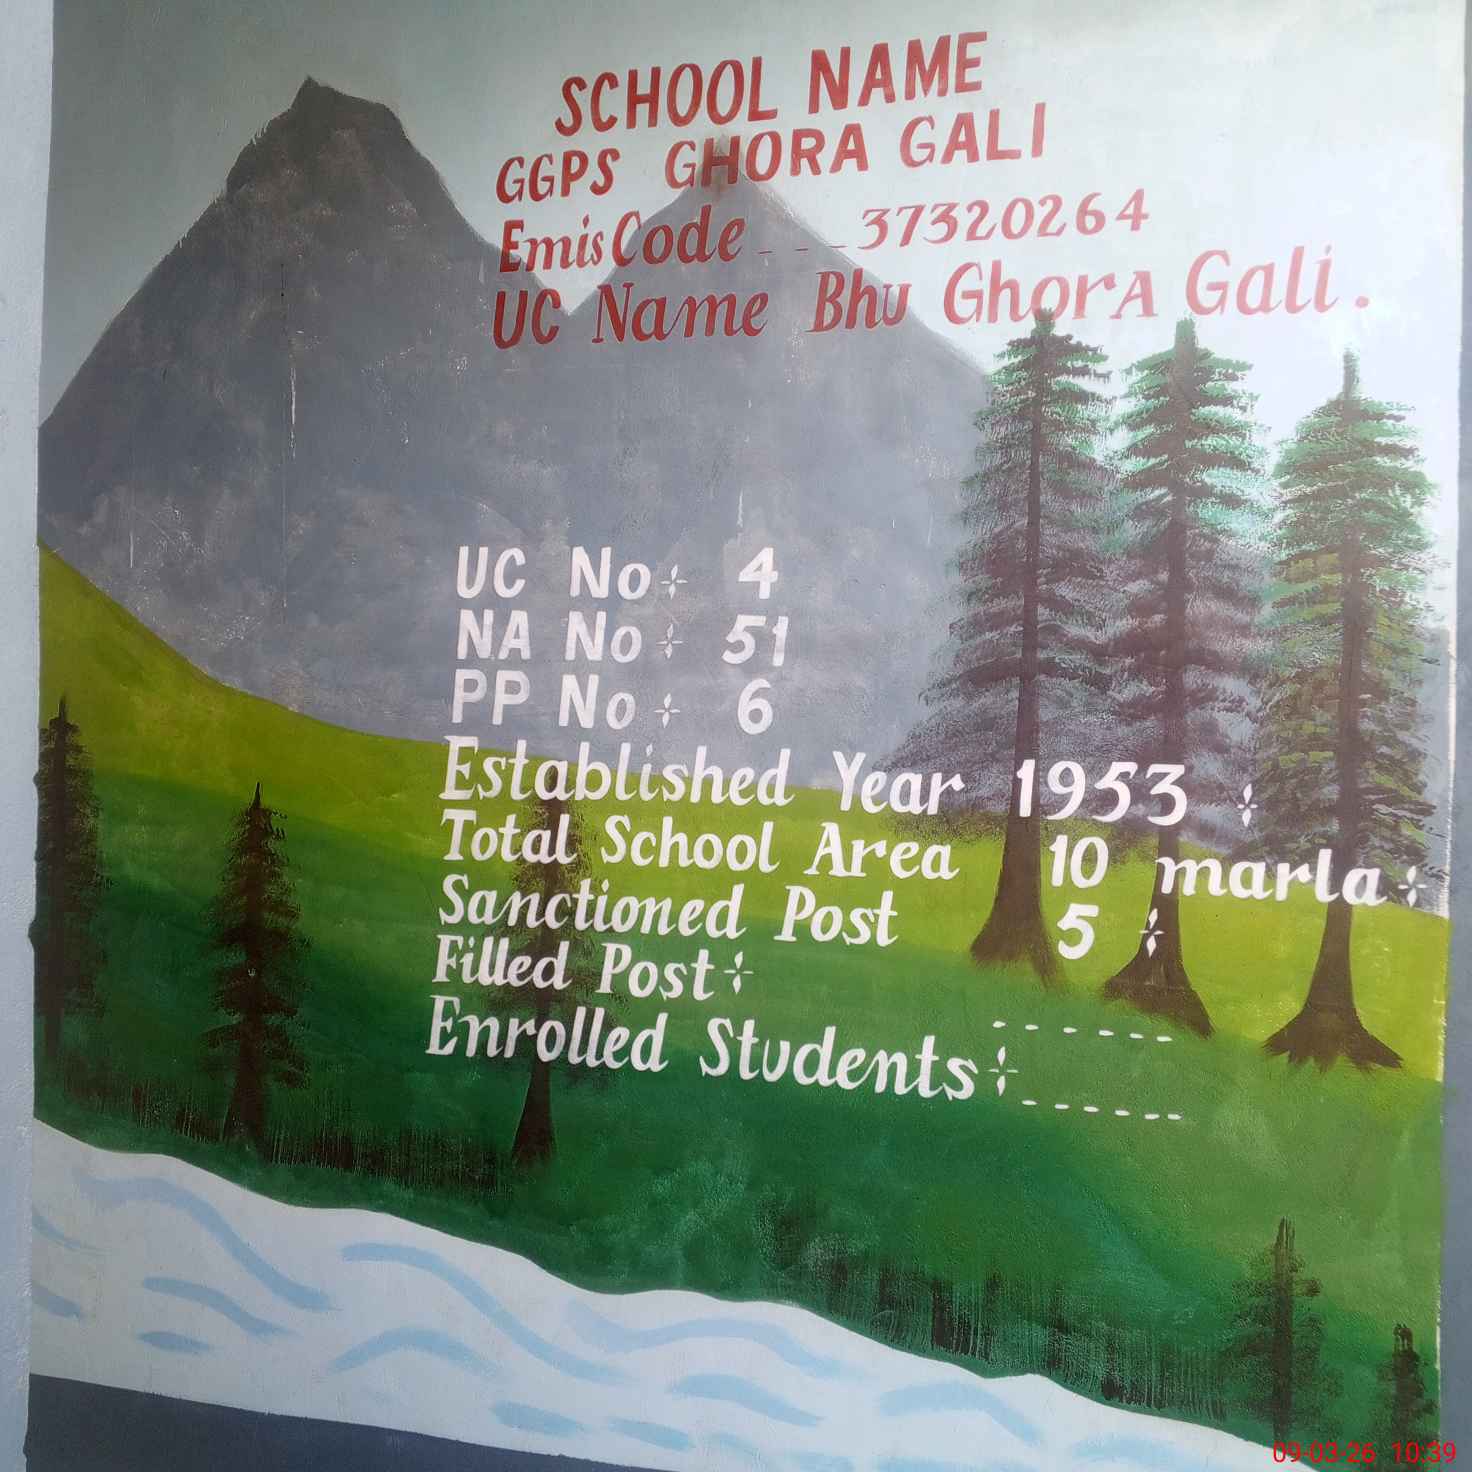 SCHOOL NAME
GGPS GHORA GALI
Emis Code - - - 37320264
UC Name Bhu GhorA Gali.
UC No÷ 4
NA No÷ 51
PP No÷ 6
Established Year 1953 ÷
Total School Area 10 marla÷
Sanctioned Post 5 ÷
Filled Post÷
Enrolled Students÷
09-03-26 10:39